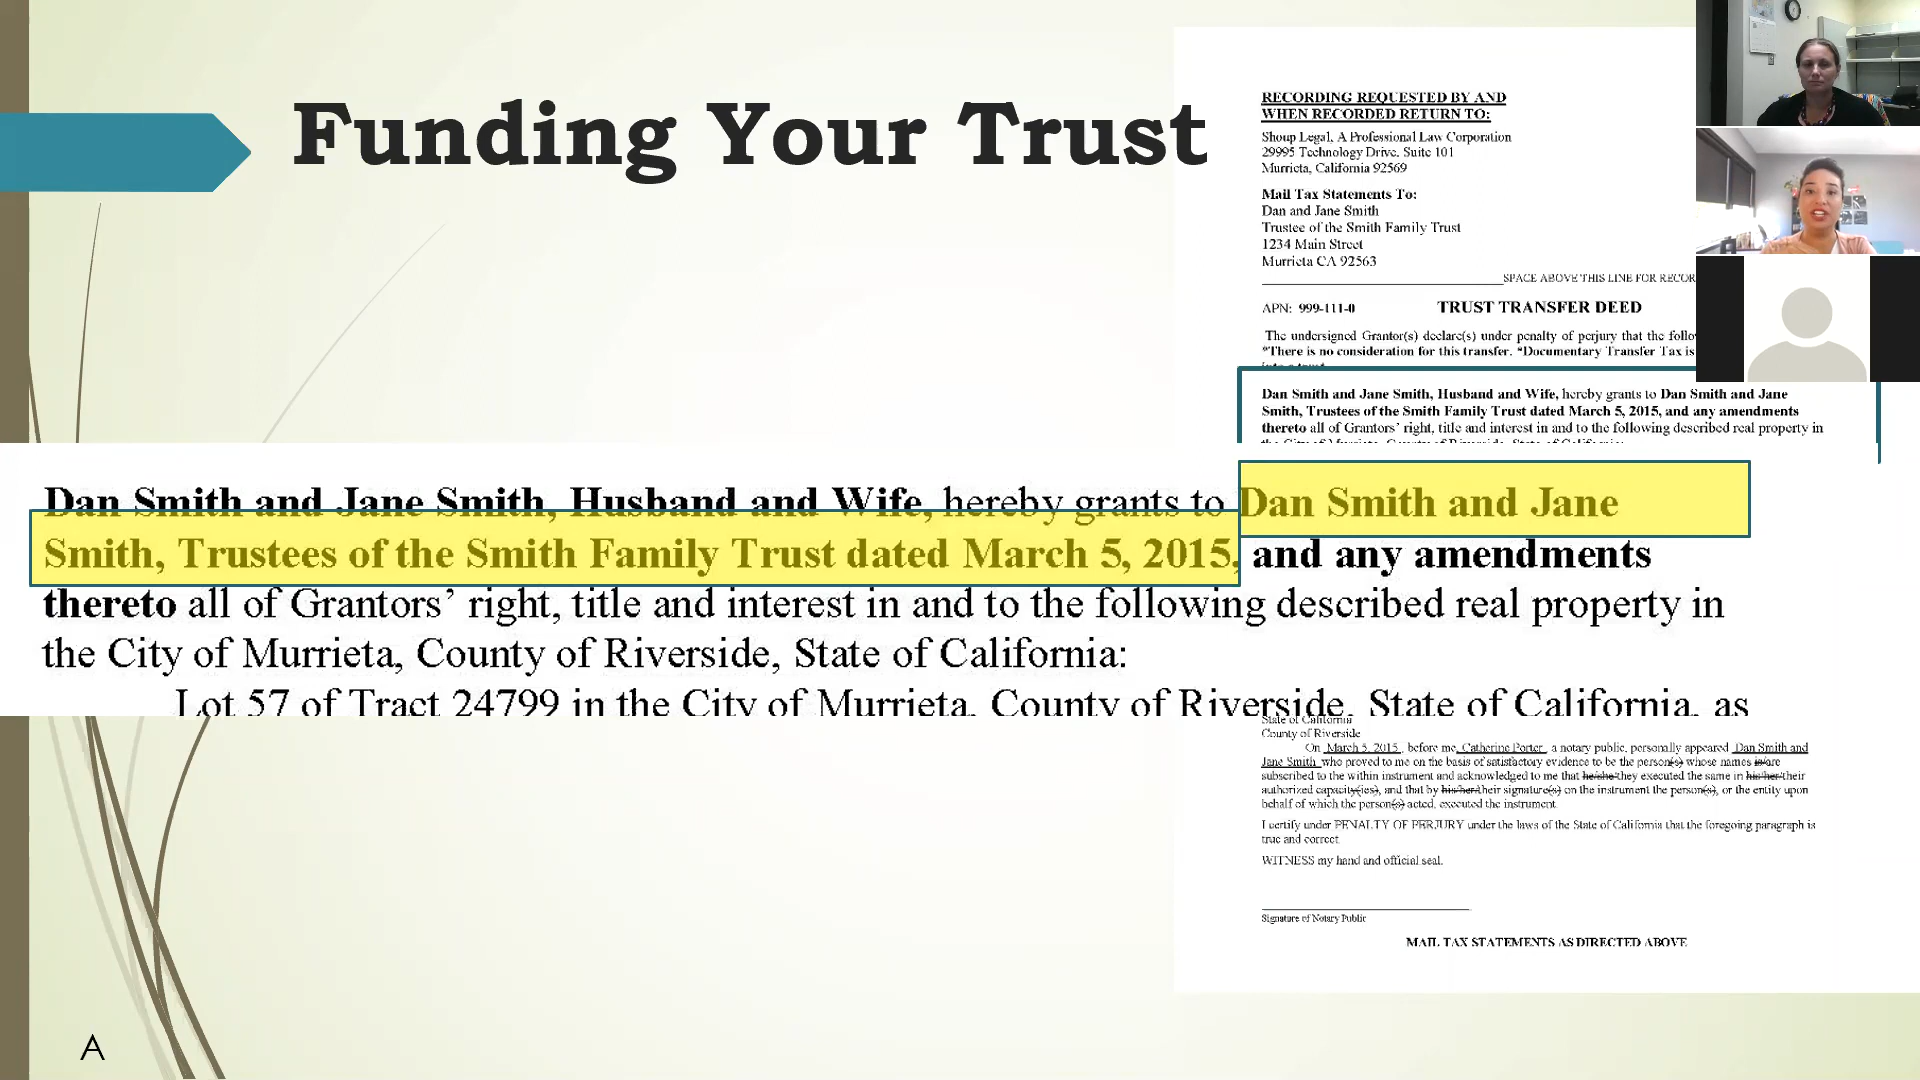 Funding Your Trust
RECORDING REQUESTED BY AND
WHEN RECORDED RETURN TO:
Shoup Legal, A Professional Law Corporation
29995 Technology Drive, Suite 101
Murrieta, California 92569
Mail Tax Statements To:
Dan and Jane Smith
Trustee of the Smith Family Trust
1234 Main Street
Murrieta CA 92563
SPACE ABOVE THIS LINE FOR RECOR
APN: 999-111-0 TRUST TRANSFER DEED
The undersigned Grantor(s) declare(s) under penalty of perjury that the follo
*There is no consideration for this transfer. *Documentary Transfer Tax is
into a trust
Dan Smith and Jane Smith, Husband and Wife, hereby grants to Dan Smith and Jane
Smith, Trustees of the Smith Family Trust dated March 5, 2015, and any amendments
thereto all of Grantors' right, title and interest in and to the following described real property in
the City of Murrieta, County of Riverside, State of California:
Dan Smith and Jane Smith, Husband and Wife, hereby grants to Dan Smith and Jane
Smith, Trustees of the Smith Family Trust dated March 5, 2015, and any amendments
thereto all of Grantors’ right, title and interest in and to the following described real property in
the City of Murrieta, County of Riverside, State of California:
Lot 57 of Tract 24799 in the City of Murrieta, County of Riverside, State of California, as
State of California
County of Riverside
On March 5, 2015, before me, Catherine Porter, a notary public, personally appeared Dan Smith and
Jane Smith who proved to me on the basis of satisfactory evidence to be the person(s) whose names is/are
subscribed to the within instrument and acknowledged to me that he/she/they executed the same in his/her/their
authorized capacity(ies), and that by his/her/their signature(s) on the instrument the person(s), or the entity upon
behalf of which the person(s) acted, executed the instrument.
I certify under PENALTY OF PERJURY under the laws of the State of California that the foregoing paragraph is
true and correct.
WITNESS my hand and official seal.
Signature of Notary Public
MAIL TAX STATEMENTS AS DIRECTED ABOVE
A